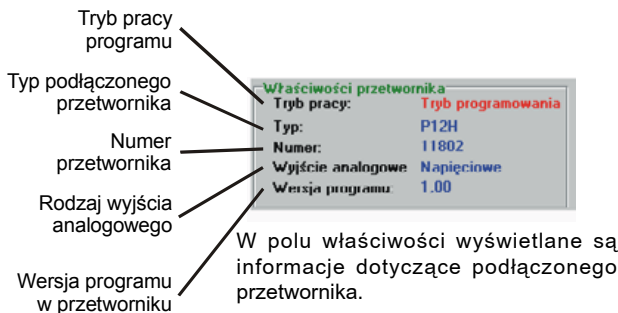 Tryb pracy
programu
Typ podłączonego
przetwornika
Numer
przetwornika
Rodzaj wyjścia
analogowego
Wersja programu
w przetworniku
Właściwości przetwornika
Tryb pracy: Tryb programowania
Typ: P12H
Numer: 11802
Wyjście analogowe Napięciowe
Wersja programu: 1.00
W polu właściwości wyświetlane są
informacje dotyczące podłączonego
przetwornika.